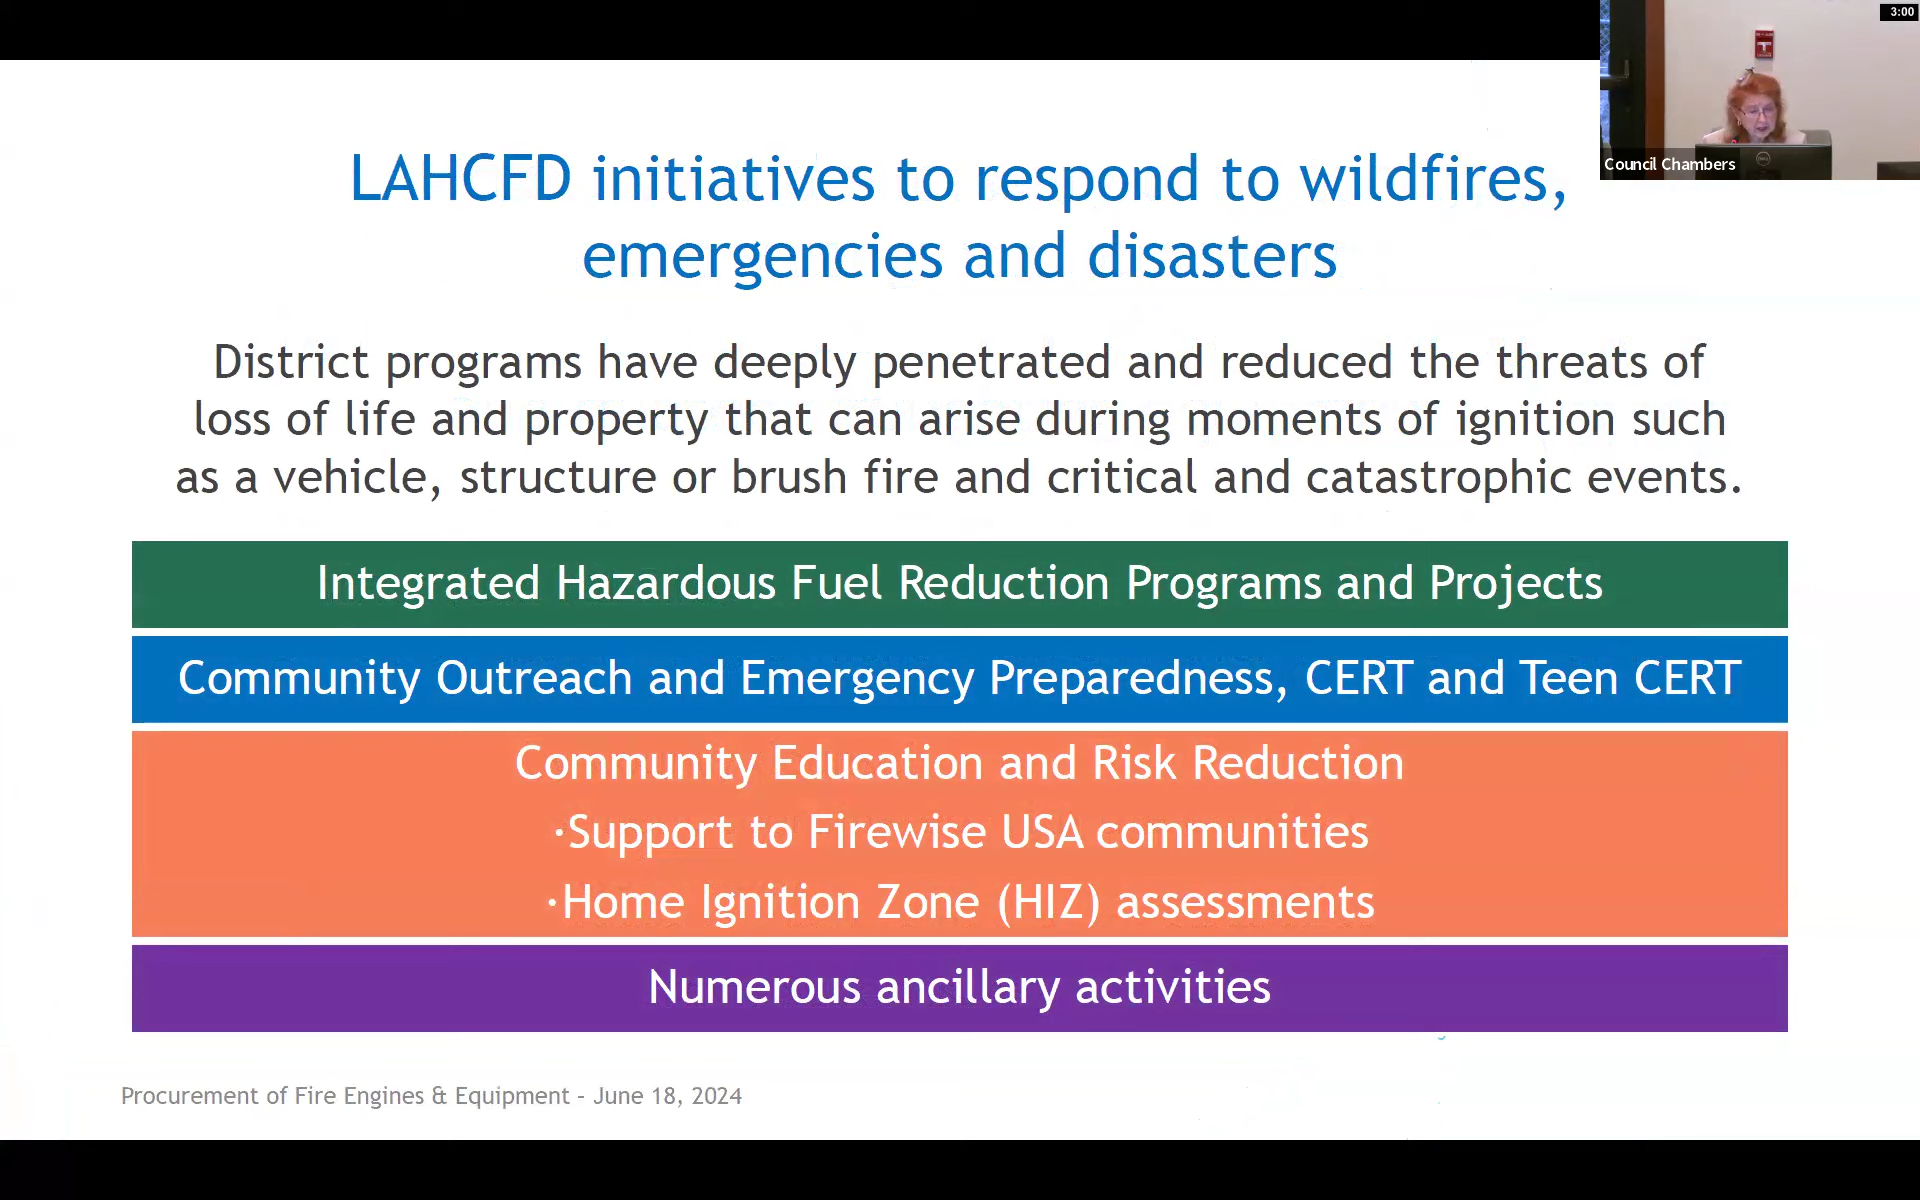 3:00
Council Chambers
LAHCFD initiatives to respond to wildfires,
emergencies and disasters
District programs have deeply penetrated and reduced the threats of
loss of life and property that can arise during moments of ignition such
as a vehicle, structure or brush fire and critical and catastrophic events.
Integrated Hazardous Fuel Reduction Programs and Projects
Community Outreach and Emergency Preparedness, CERT and Teen CERT
Community Education and Risk Reduction
·Support to Firewise USA communities
·Home Ignition Zone (HIZ) assessments
Numerous ancillary activities
Procurement of Fire Engines & Equipment – June 18, 2024